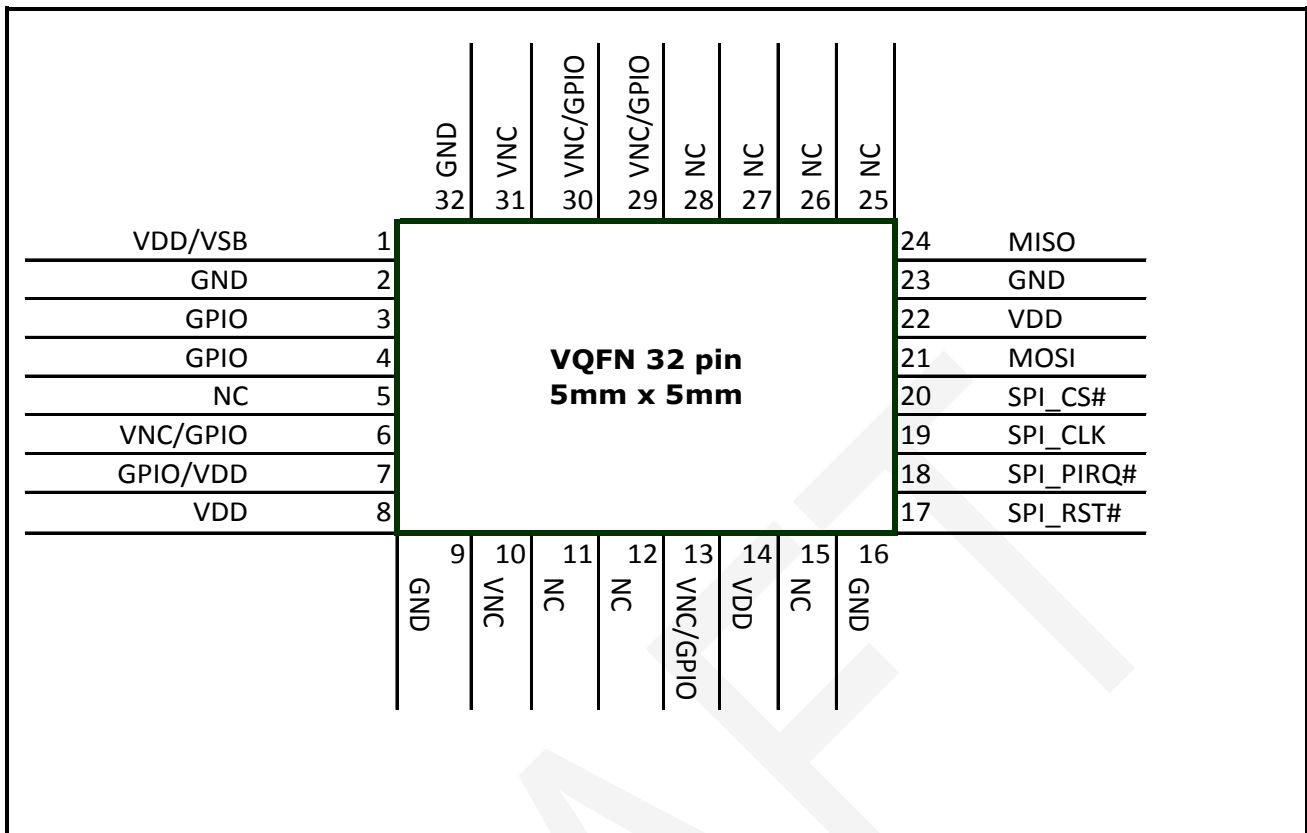 GND VNC VNC/GPIO VNC/GPIO NC NC NC NC
32 31 30 29 28 27 26 25
VDD/VSB 1 24 MISO
GND 2 23 GND
GPIO 3 22 VDD
GPIO 4 21 MOSI
NC 5 20 SPI_CS#
VNC/GPIO 6 19 SPI_CLK
GPIO/VDD 7 18 SPI_PIRQ#
VDD 8 17 SPI_RST#
VQFN 32 pin
5mm x 5mm
9 10 11 12 13 14 15 16
GND VNC NC NC VNC/GPIO VDD NC GND